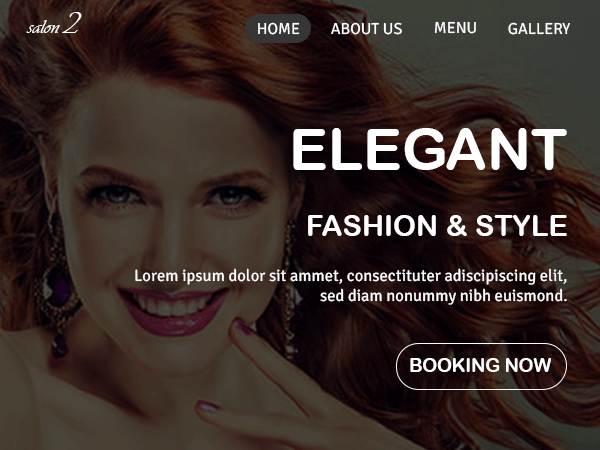 salon 2
HOME ABOUT US MENU GALLERY
ELEGANT
FASHION & STYLE
Lorem ipsum dolor sit ammet, consectituter adiscipiscing elit,
sed diam nonummy nibh euismond.
BOOKING NOW